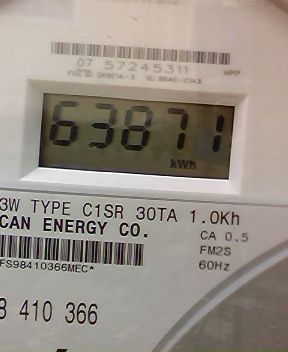 07 57245311
63871
kWh
3W TYPE C1SR 30TA 1.0Kh
CAN ENERGY CO.
CA 0.5
FM2S
60Hz
FS98410366MEC*
8 410 366